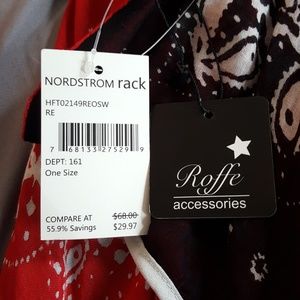 NORDSTROM rack
HFT02149REOSW
RE
7 68133 27529 9
DEPT: 161
One Size
COMPARE AT $68.00
55.9% Savings $29.97
Roffe
accessories